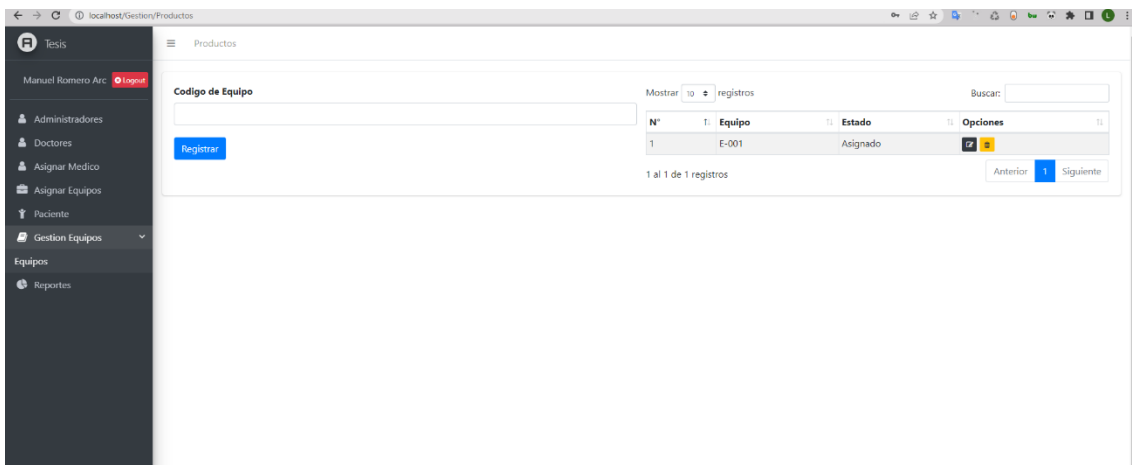 localhost/Gestion/Productos
Tesis
Productos
Manuel Romero Arc Logout
Administradores
Doctores
Asignar Medico
Asignar Equipos
Paciente
Gestion Equipos
Equipos
Reportes
Codigo de Equipo
Registrar
Mostrar 10 registros
Buscar:
N° Equipo Estado Opciones
1 E-001 Asignado
1 al 1 de 1 registros
Anterior 1 Siguiente